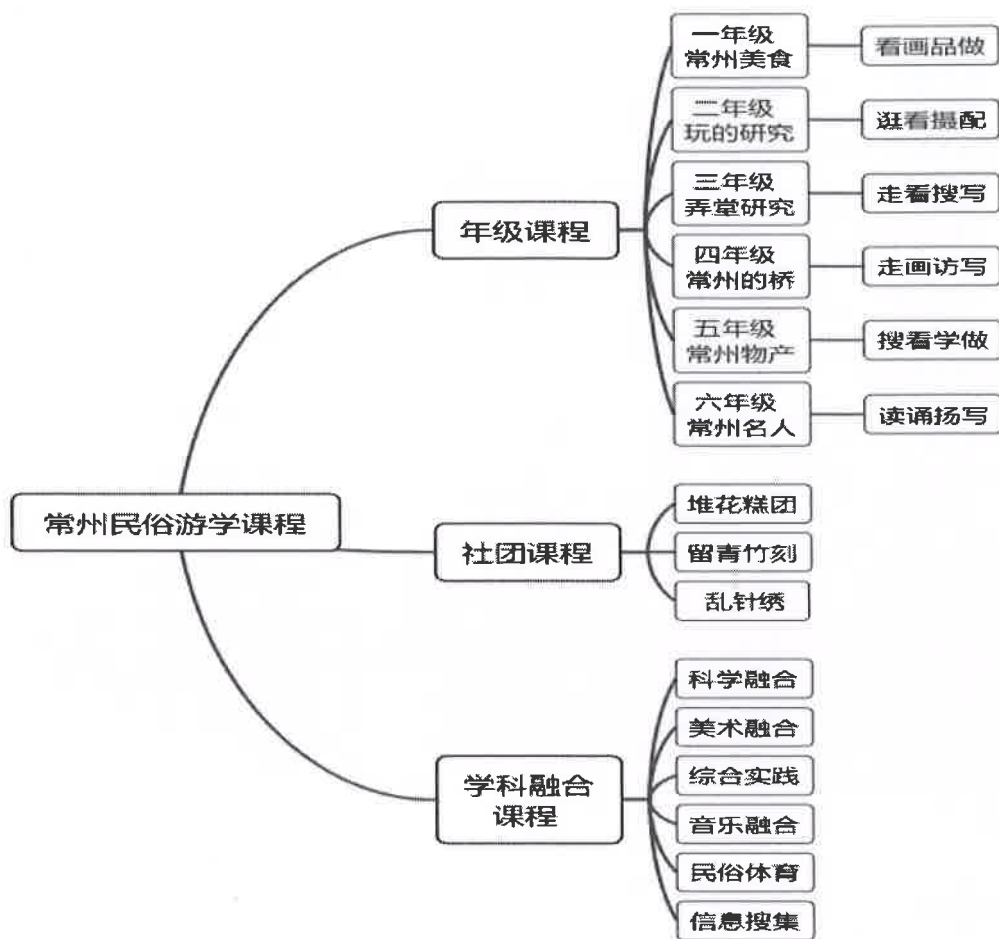 一年级
常州美食
看画品做
二年级
玩的研究
逛看摄配
三年级
弄堂研究
走看搜写
年级课程
四年级
常州的桥
走画访写
五年级
常州物产
搜看学做
六年级
常州名人
读诵扬写
常州民俗游学课程
社团课程
堆花糕团
留青竹刻
乱针绣
学科融合
课程
科学融合
美术融合
综合实践
音乐融合
民俗体育
信息搜集